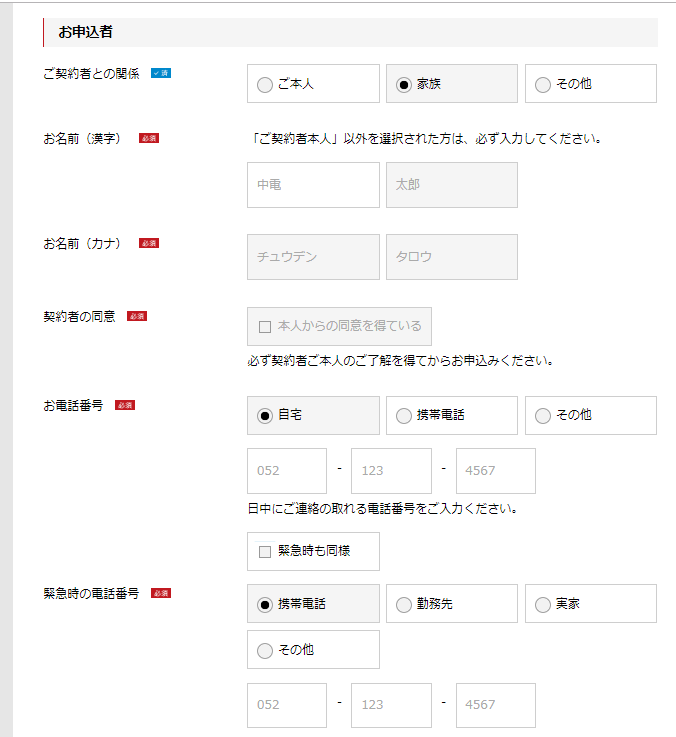 お申込者
ご契約者との関係 ✓ 済
ご本人 家族 その他
お名前（漢字） 必須 「ご契約者本人」以外を選択された方は、必ず入力してください。
中電 太郎
お名前（カナ） 必須
チュウデン タロウ
契約者の同意 必須
本人からの同意を得ている
必ず契約者ご本人のご了解を得てからお申込みください。
お電話番号 必須
自宅 携帯電話 その他
052 - 123 - 4567
日中にご連絡の取れる電話番号をご入力ください。
緊急時も同様
緊急時の電話番号 必須
携帯電話 勤務先 実家
その他
052 - 123 - 4567